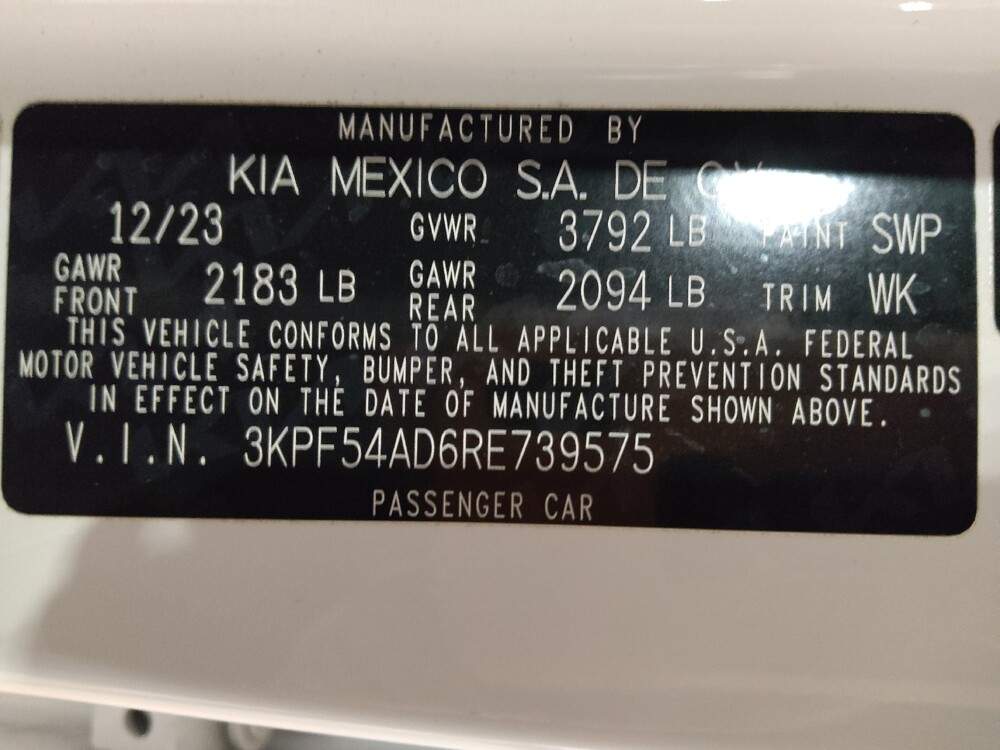 MANUFACTURED BY
KIA MEXICO S.A. DE
12/23 GVWR 3792 LB PAINT SWP
GAWR FRONT 2183 LB GAWR REAR 2094 LB TRIM WK
THIS VEHICLE CONFORMS TO ALL APPLICABLE U.S.A. FEDERAL
MOTOR VEHICLE SAFETY, BUMPER, AND THEFT PREVENTION STANDARDS
IN EFFECT ON THE DATE OF MANUFACTURE SHOWN ABOVE.
V.I.N. 3KPF54AD6RE739575
PASSENGER CAR